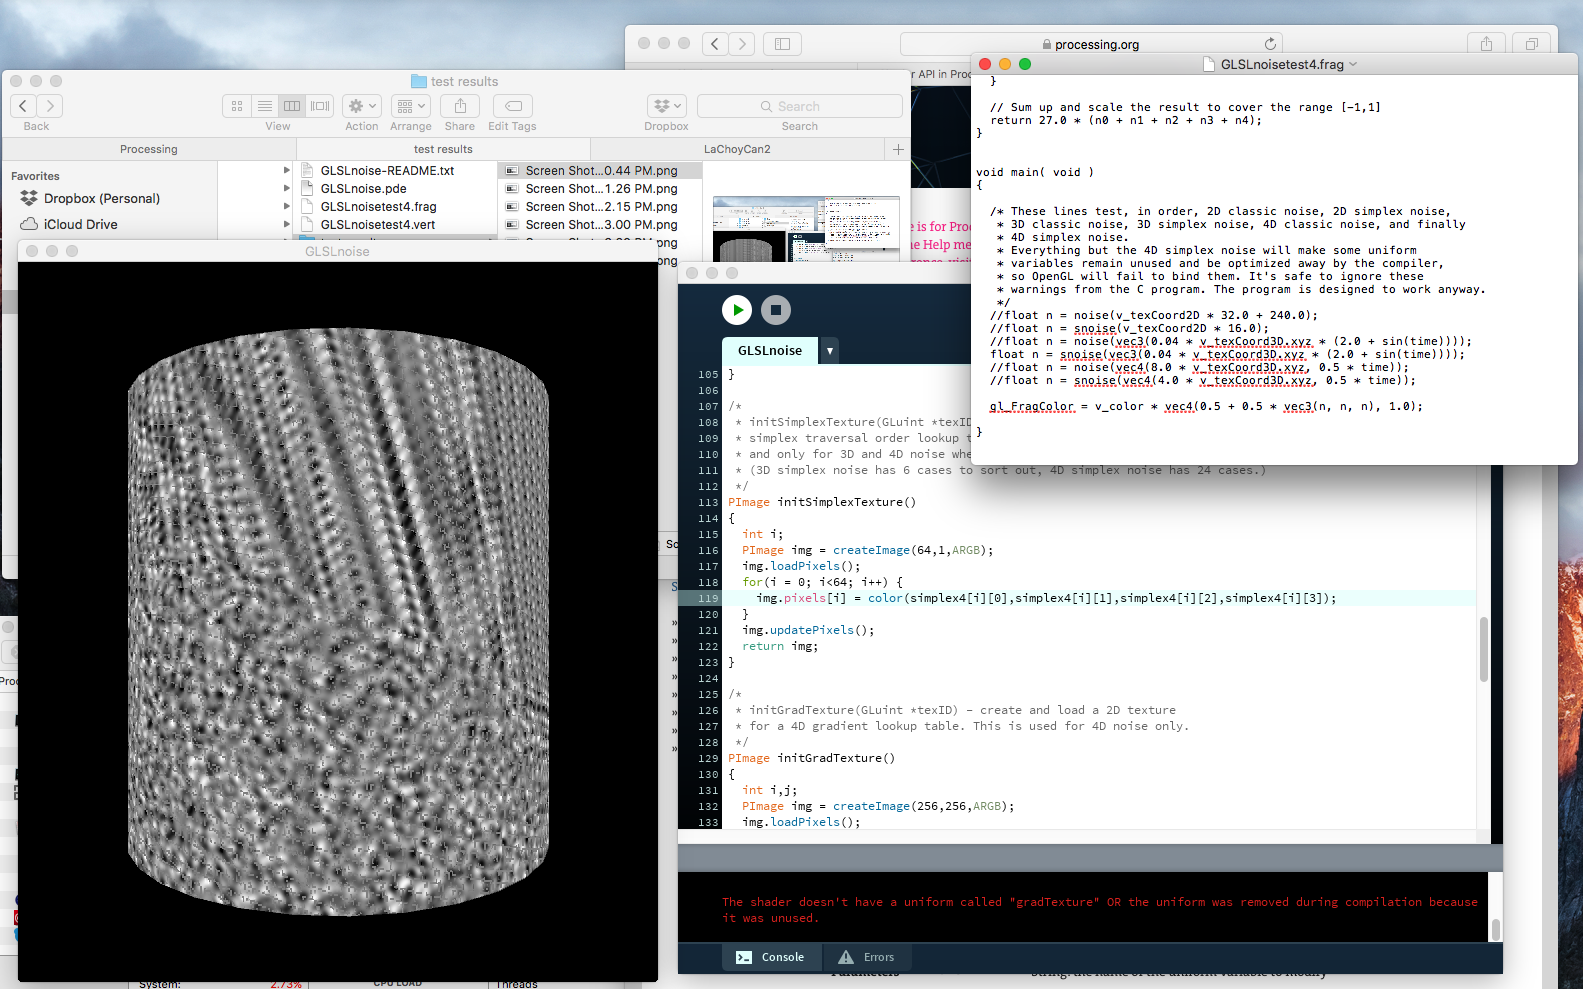 processing.org
r API in Proc
GLSLnoisetest4.frag
test results
Back
View
Action
Arrange
Share
Edit Tags
Dropbox
Search
Search
Processing
test results
LaChoyCan2
Favorites
Dropbox (Personal)
iCloud Drive
GLSLnoise-README.txt
GLSLnoise.pde
GLSLnoisetest4.frag
GLSLnoisetest4.vert
Screen Shot...0.44 PM.png
Screen Shot...1.26 PM.png
Screen Shot...2.15 PM.png
Screen Shot...3.00 PM.png
ng
ng
e is for Proc
he Help me
}
// Sum up and scale the result to cover the range [-1,1]
return 27.0 * (n0 + n1 + n2 + n3 + n4);
}
void main( void )
{
/* These lines test, in order, 2D classic noise, 2D simplex noise,
* 3D classic noise, 3D simplex noise, 4D classic noise, and finally
* 4D simplex noise.
* Everything but the 4D simplex noise will make some uniform
* variables remain unused and be optimized away by the compiler,
* so OpenGL will fail to bind them. It's safe to ignore these
* warnings from the C program. The program is designed to work anyway.
*/
//float n = noise(v_texCoord2D * 32.0 + 240.0);
//float n = snoise(v_texCoord2D * 16.0);
//float n = noise(vec3(0.04 * v_texCoord3D.xyz * (2.0 + sin(time))));
float n = snoise(vec3(0.04 * v_texCoord3D.xyz * (2.0 + sin(time))));
//float n = noise(vec4(8.0 * v_texCoord3D.xyz, 0.5 * time));
//float n = snoise(vec4(4.0 * v_texCoord3D.xyz, 0.5 * time));
gl_FragColor = v_color * vec4(0.5 + 0.5 * vec3(n, n, n), 1.0);
}
GLSLnoise
GLSLnoise
105 }
106
107 /*
108 * initSimplexTexture(GLuint *texID
109 * simplex traversal order lookup t
110 * and only for 3D and 4D noise whe
111 * (3D simplex noise has 6 cases to sort out, 4D simplex noise has 24 cases.)
112 */
113 PImage initSimplexTexture()
114 {
115 int i;
116 PImage img = createImage(64,1,ARGB);
117 img.loadPixels();
118 for(i = 0; i<64; i++) {
119 img.pixels[i] = color(simplex4[i][0],simplex4[i][1],simplex4[i][2],simplex4[i][3]);
120 }
121 img.updatePixels();
122 return img;
123 }
124
125 /*
126 * initGradTexture(GLuint *texID) - create and load a 2D texture
127 * for a 4D gradient lookup table. This is used for 4D noise only.
128 */
129 PImage initGradTexture()
130 {
131 int i,j;
132 PImage img = createImage(256,256,ARGB);
133 img.loadPixels();
The shader doesn't have a uniform called "gradTexture" OR the uniform was removed during compilation because
it was unused.
Console
Errors
Sc
S
Proc
System:
2.73%
CPU LOAD
Threads
Parameters
String: the name of the uniform variable to modify